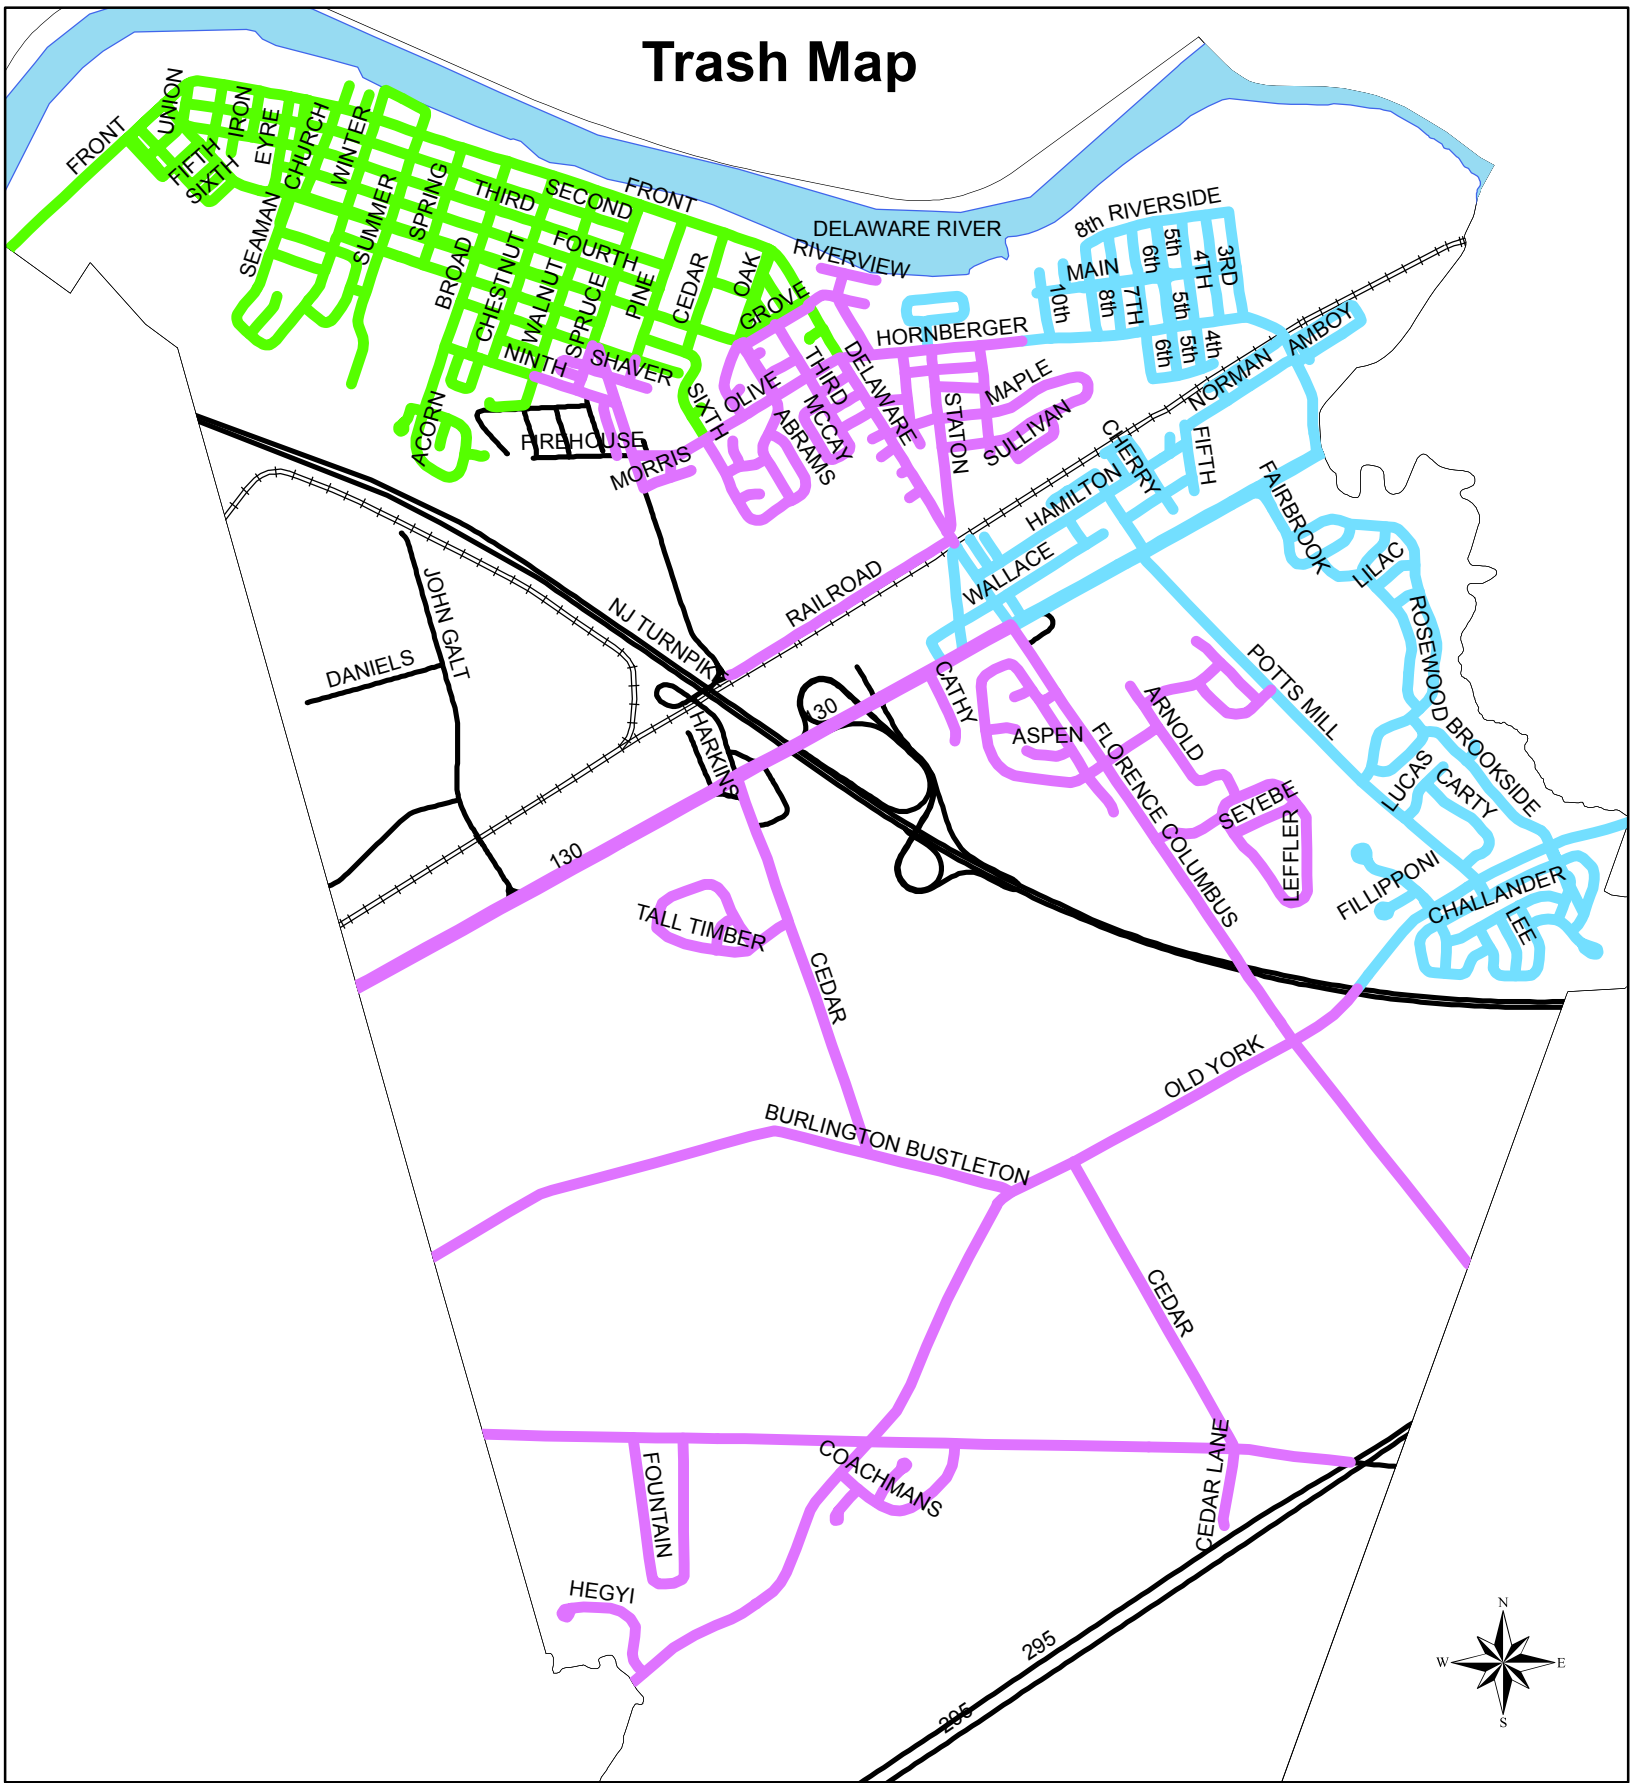 Trash Map
UNION
FRONT
IRON
EYRE
CHURCH
WINTER
FIFTH
SIXTH
SEAMAN
SUMMER
SPRING
THIRD
SECOND
FRONT
FOURTH
BROAD
CHESTNUT
WALNUT
SPRUCE
PINE
CEDAR
OAK
DELAWARE RIVER
RIVERVIEW
GROVE
8th
RIVERSIDE
MAIN
6th
5th
4TH
3RD
10th
8th
7TH
5th
6th
5th
4th
HORNBERGER
AMBOY
NORMAN
NINTH
SHAVER
OLIVE
THIRD
DELAWARE
MAPLE
STATON
SULLIVAN
SIXTH
MCCAY
ABRAMS
ACORN
FIREHOUSE
MORRIS
CHERRY
FIFTH
HAMILTON
FAIRBROOK
LILAC
WALLACE
RAILROAD
NJ TURNPIK
JOHN GALT
DANIELS
ROSEWOOD
POTTS MILL
BROOKSIDE
CATHY
ASPEN
ARNOLD
FLORENCE COLUMBUS
130
HARKINS
LUCAS
CARTY
SEYEBE
LEFFLER
FILLIPPONI
CHALLANDER
LEE
130
TALL TIMBER
CEDAR
OLD YORK
BURLINGTON BUSTLETON
CEDAR
COACHMANS
CEDAR LANE
FOUNTAIN
HEGYI
295
295
N
W
E
S